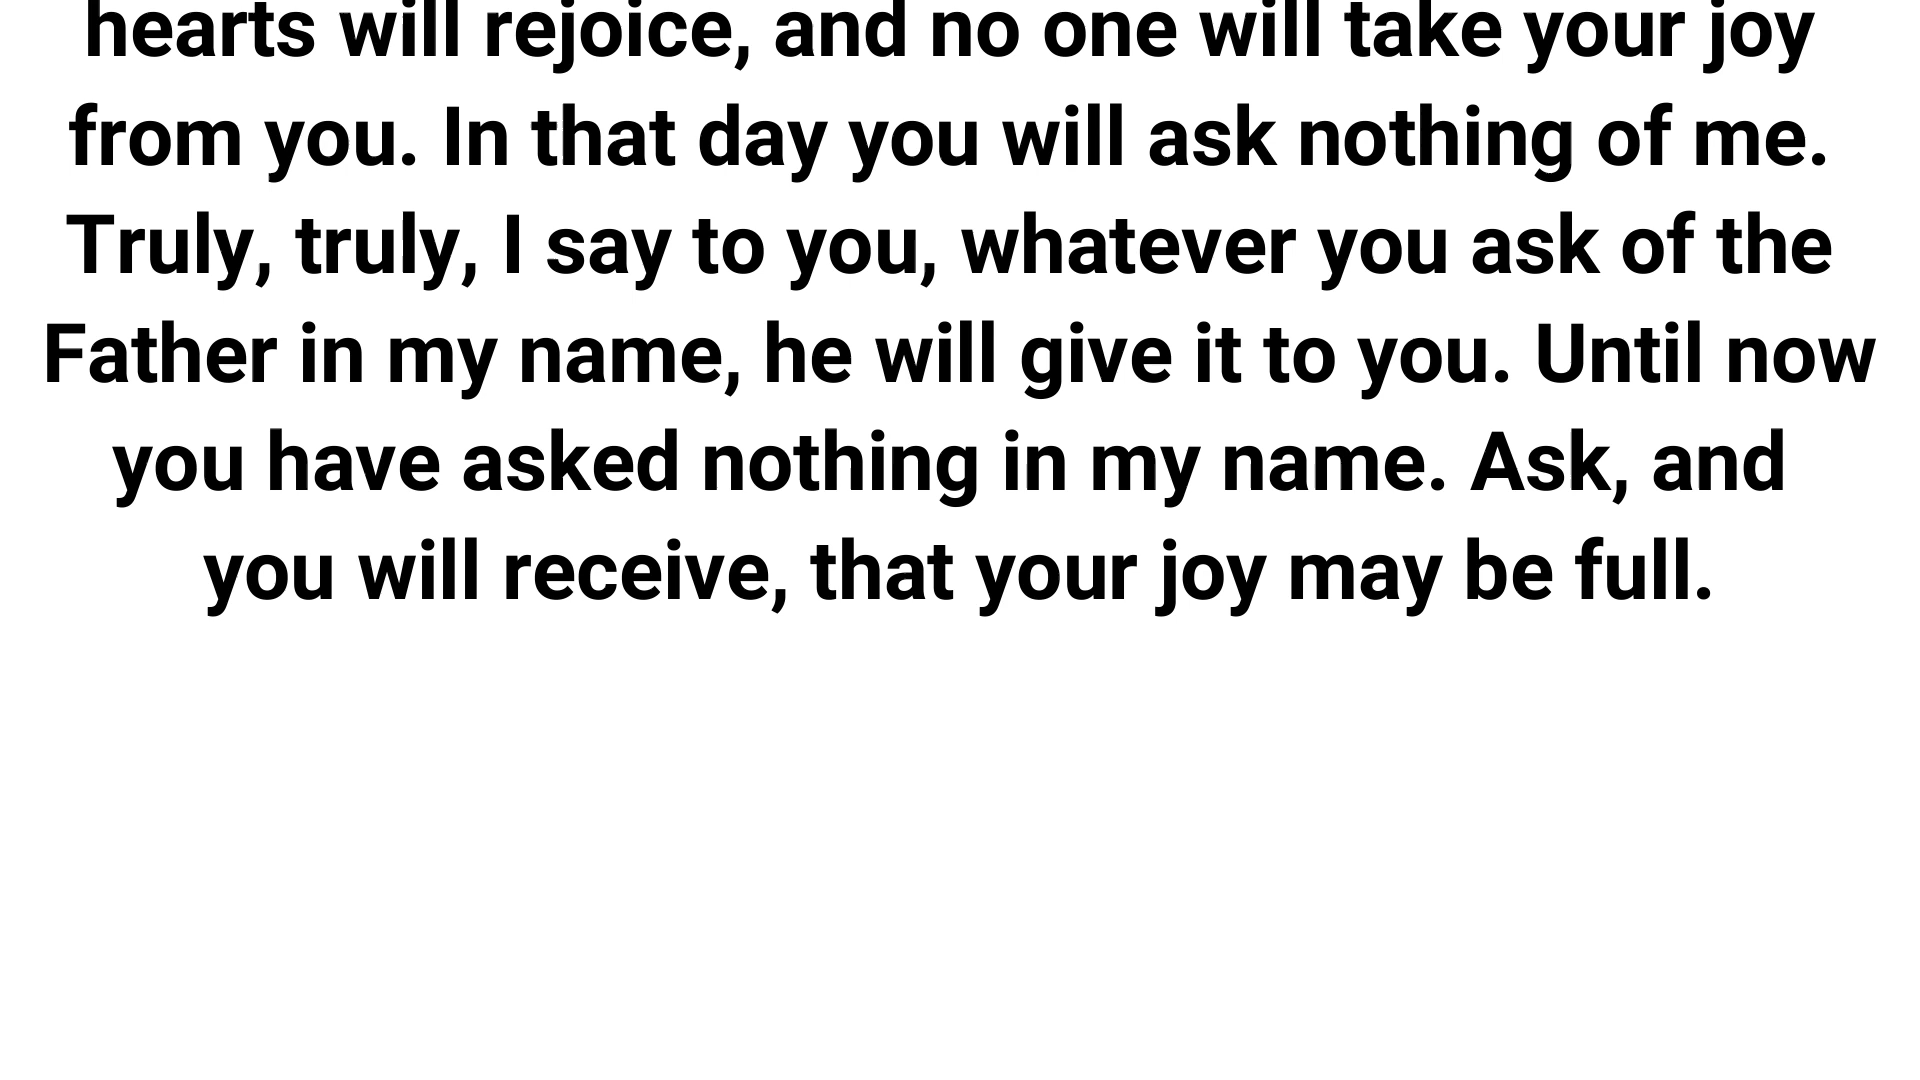 hearts will rejoice, and no one will take your joy
from you. In that day you will ask nothing of me.
Truly, truly, I say to you, whatever you ask of the
Father in my name, he will give it to you. Until now
you have asked nothing in my name. Ask, and
you will receive, that your joy may be full.